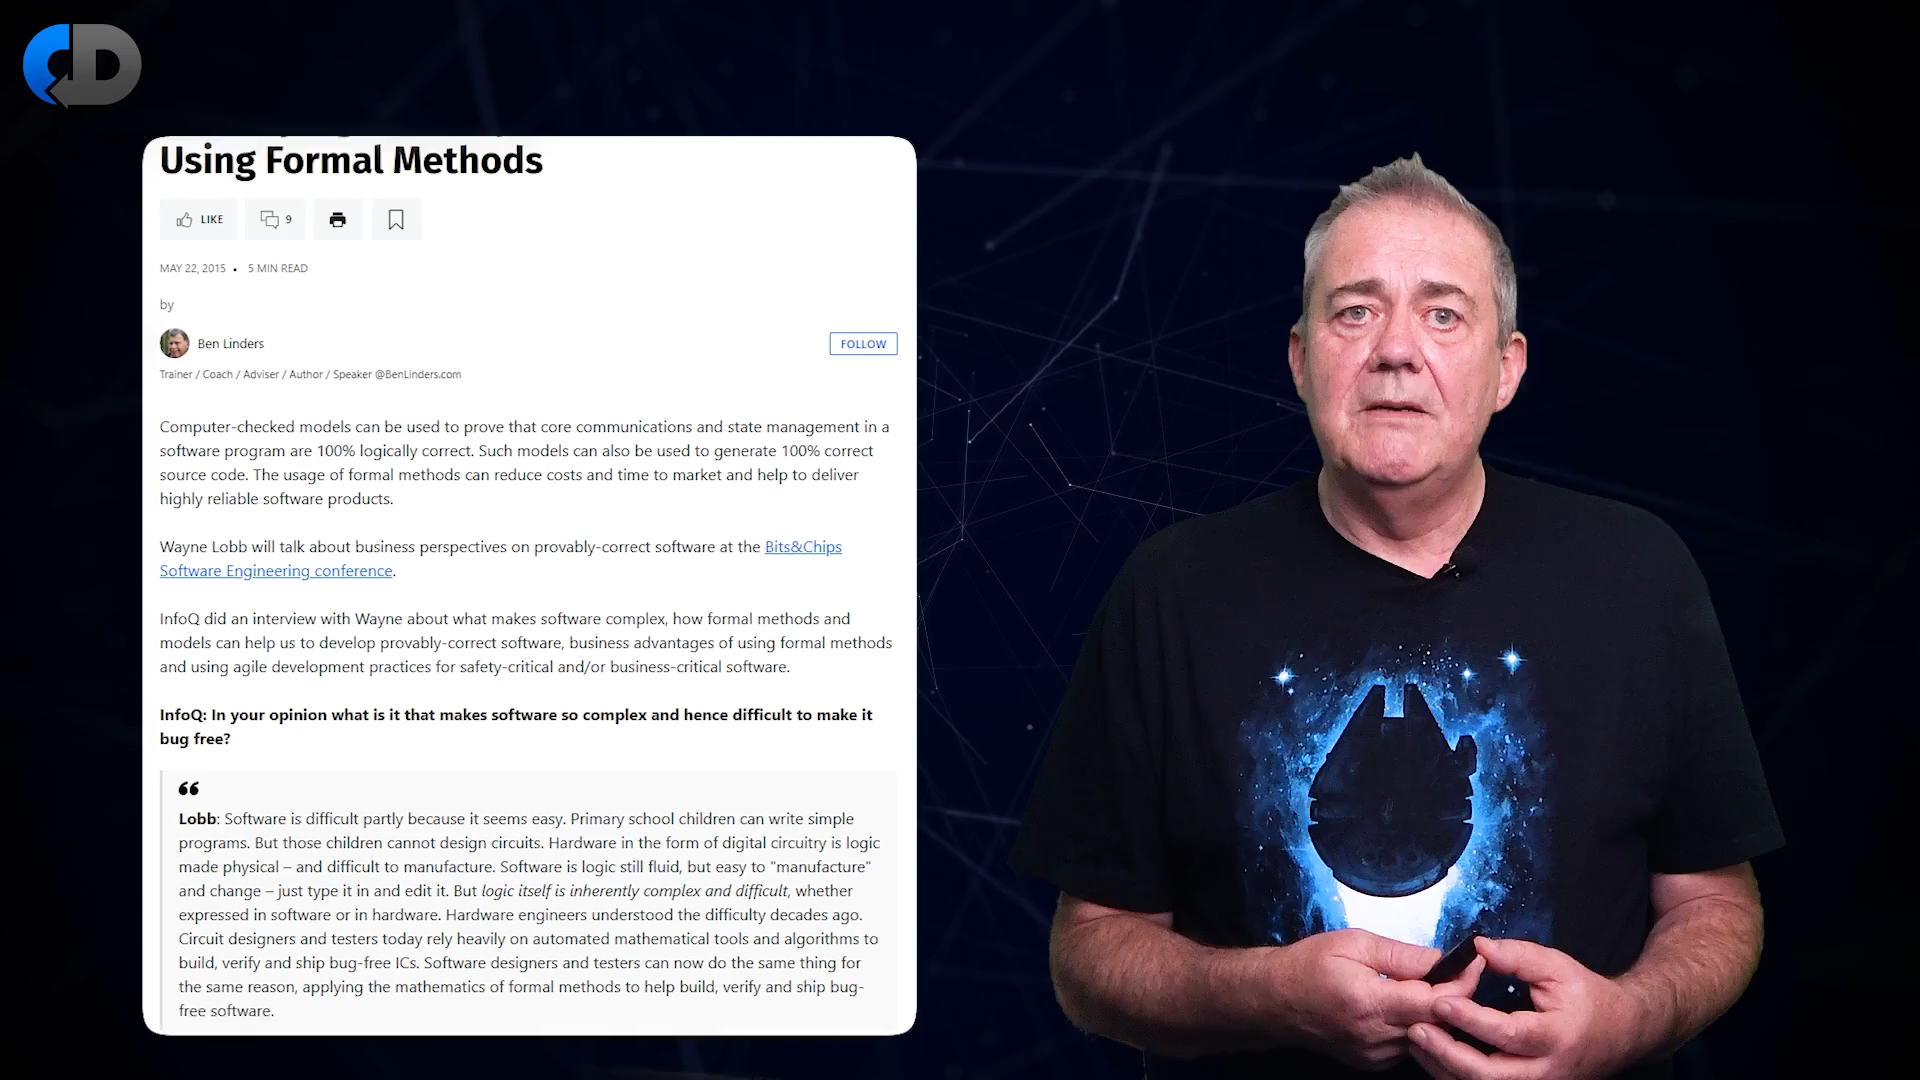 CD
Using Formal Methods
LIKE
9
MAY 22, 2015 • 5 MIN READ
by
Ben Linders
FOLLOW
Trainer / Coach / Adviser / Author / Speaker @BenLinders.com
Computer-checked models can be used to prove that core communications and state management in a
software program are 100% logically correct. Such models can also be used to generate 100% correct
source code. The usage of formal methods can reduce costs and time to market and help to deliver
highly reliable software products.
Wayne Lobb will talk about business perspectives on provably-correct software at the Bits&Chips
Software Engineering conference.
InfoQ did an interview with Wayne about what makes software complex, how formal methods and
models can help us to develop provably-correct software, business advantages of using formal methods
and using agile development practices for safety-critical and/or business-critical software.
InfoQ: In your opinion what is it that makes software so complex and hence difficult to make it
bug free?
“
Lobb: Software is difficult partly because it seems easy. Primary school children can write simple
programs. But those children cannot design circuits. Hardware in the form of digital circuitry is logic
made physical – and difficult to manufacture. Software is logic still fluid, but easy to "manufacture"
and change – just type it in and edit it. But logic itself is inherently complex and difficult, whether
expressed in software or in hardware. Hardware engineers understood the difficulty decades ago.
Circuit designers and testers today rely heavily on automated mathematical tools and algorithms to
build, verify and ship bug-free ICs. Software designers and testers can now do the same thing for
the same reason, applying the mathematics of formal methods to help build, verify and ship bug-
free software.